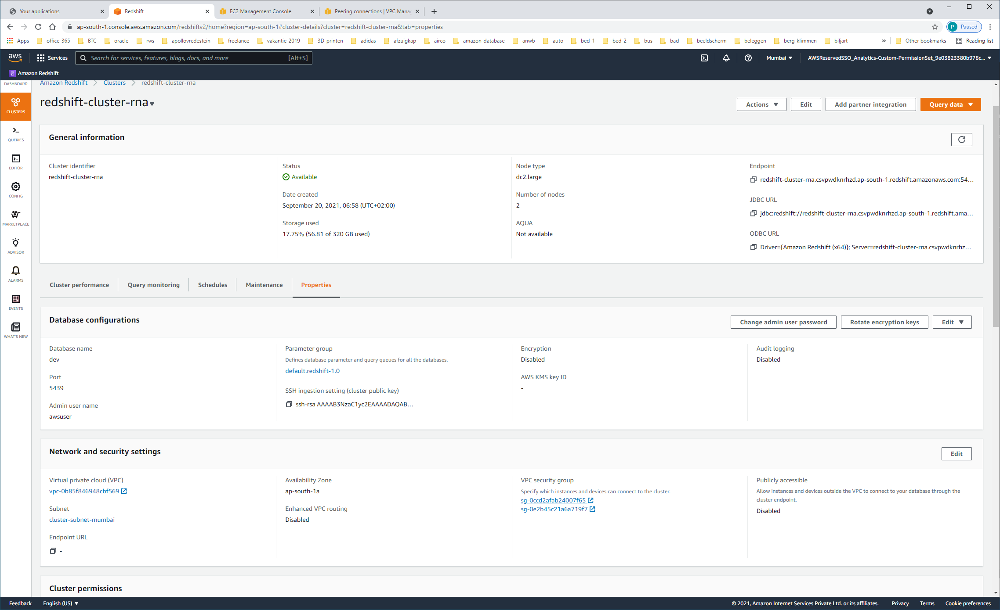 Your applications
Redshift
EC2 Management Console
Peering connections | VPC Manag
ap-south-1.console.aws.amazon.com/redshiftv2/home?region=ap-south-1#cluster-details?cluster=redshift-cluster-rna&tab=properties
P Paused
Apps office-365 BTC oracle rws apollovredestein freelance vakantie-2019 3D-printen adidas afzuigkap airco amazon-database anwb auto bed-1 bed-2 bus bad beeldscherm beleggen berg-klimmen biljart » Other bookmarks Reading list
aws Services Search for services, features, blogs, docs, and more [Alt+S] Mumbai AWSReservedSSO_Analytics-Custom-PermissionSet_9e03823380b978c...
Amazon Redshift
DASHBOARD
CLUSTERS
QUERIES
EDITOR
CONFIG
MARKETPLACE
ADVISOR
ALARMS
EVENTS
WHAT'S NEW
Amazon Redshift Clusters redshift-cluster-rna
redshift-cluster-rna
Actions Edit Add partner integration Query data
General information
Cluster identifier
redshift-cluster-rna
Status
Available
Date created
September 20, 2021, 06:58 (UTC+02:00)
Storage used
17.75% (56.81 of 320 GB used)
Node type
dc2.large
Number of nodes
2
AQUA
Not available
Endpoint
redshift-cluster-rna.csvpwdknrhzd.ap-south-1.redshift.amazonaws.com:54...
JDBC URL
jdbc:redshift://redshift-cluster-rna.csvpwdknrhzd.ap-south-1.redshift.ama...
ODBC URL
Driver={Amazon Redshift (x64)}; Server=redshift-cluster-rna.csvpwdknrhz...
Cluster performance Query monitoring Schedules Maintenance Properties
Database configurations
Change admin user password Rotate encryption keys Edit
Database name
dev
Port
5439
Admin user name
awsuser
Parameter group
Defines database parameter and query queues for all the databases.
default.redshift-1.0
SSH ingestion setting (cluster public key)
ssh-rsa AAAAB3NzaC1yc2EAAAADAQAB...
Encryption
Disabled
AWS KMS key ID
-
Audit logging
Disabled
Network and security settings
Edit
Virtual private cloud (VPC)
vpc-0b85f846948cbf569
Subnet
cluster-subnet-mumbai
Endpoint URL
-
Availability Zone
ap-south-1a
Enhanced VPC routing
Disabled
VPC security group
Specify which instances and devices can connect to the cluster.
sg-0ccd2afab24007f65
sg-0e2b45c21a6a719f7
Publicly accessible
Allow instances and devices outside the VPC to connect to your database through the
cluster endpoint.
Disabled
Cluster permissions
Feedback English (US) © 2021, Amazon Internet Services Private Ltd. or its affiliates. Privacy Terms Cookie preferences